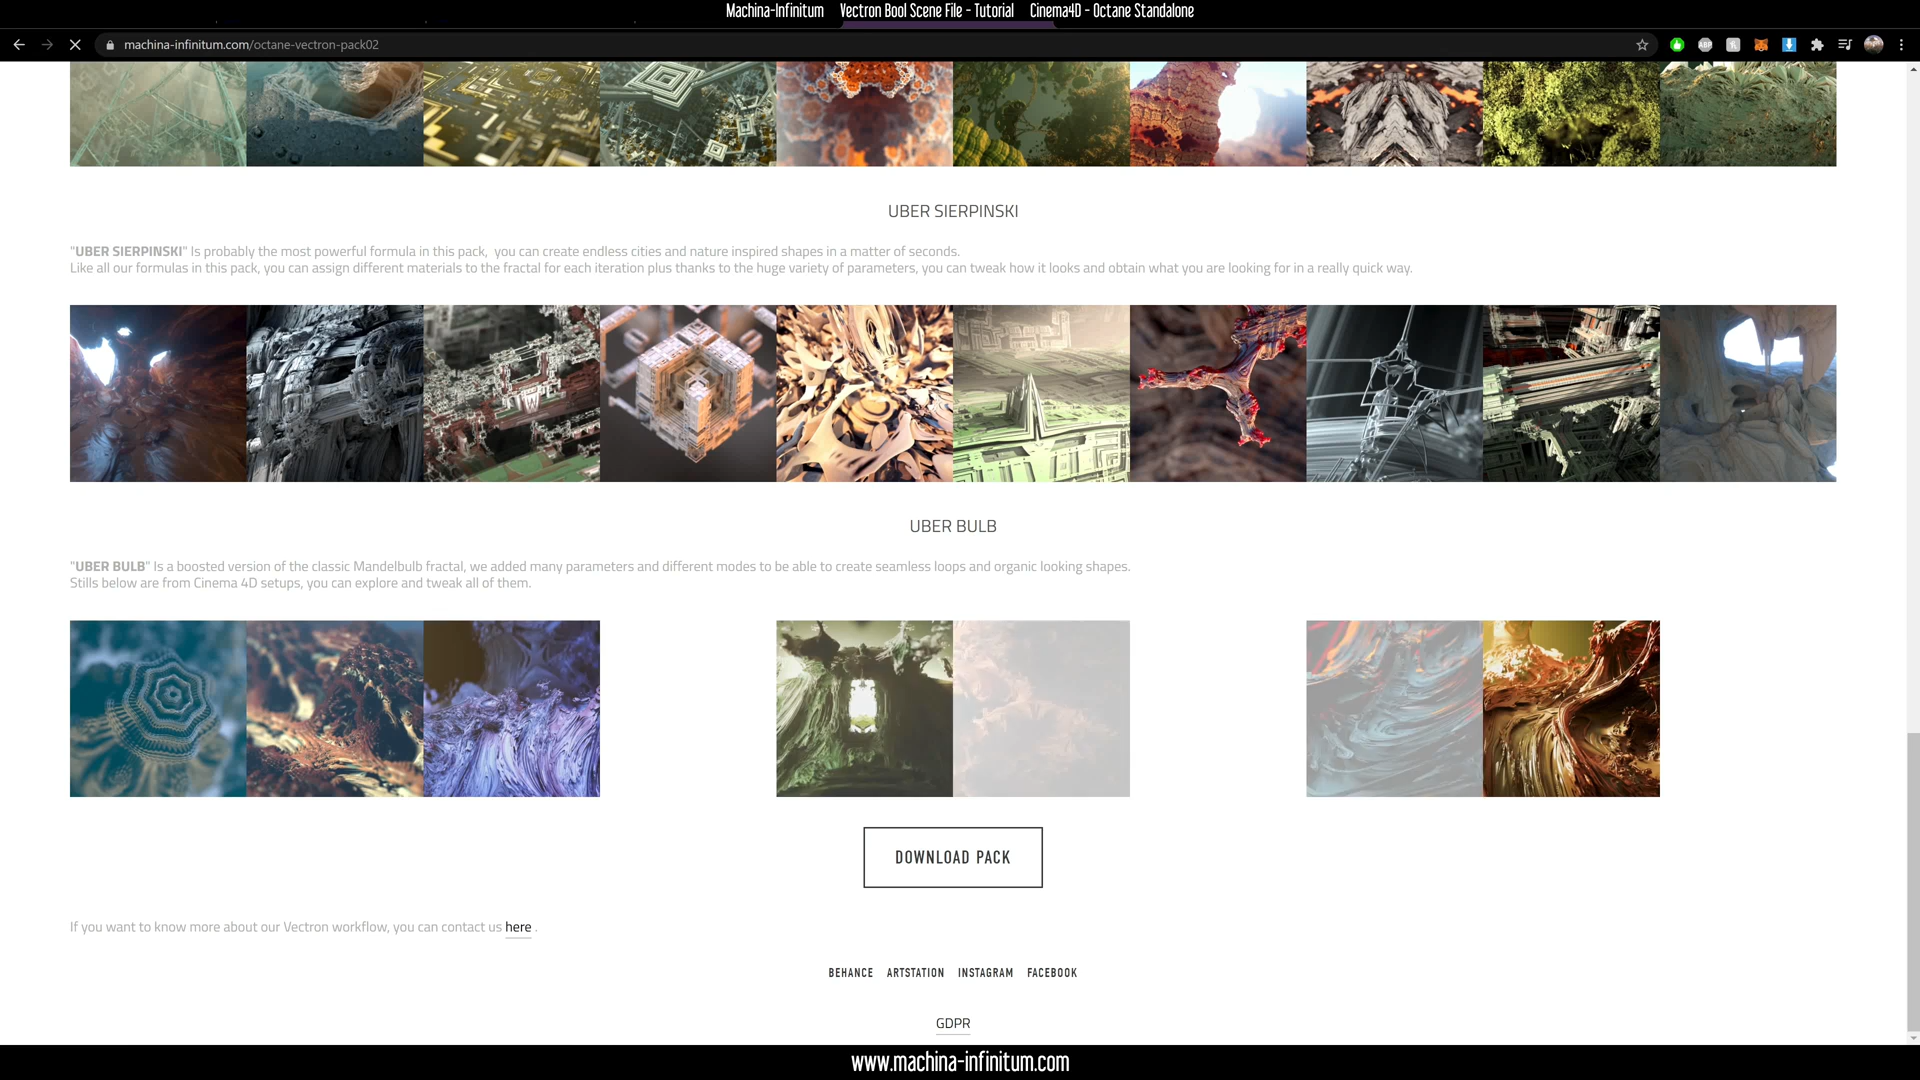 Machina-Infinitum Vectron Bool Scene File - Tutorial Cinema4D - Octane Standalone
machina-infinitum.com/octane-vectron-pack02
UBER SIERPINSKI
"UBER SIERPINSKI" Is probably the most powerful formula in this pack, you can create endless cities and nature inspired shapes in a matter of seconds.
Like all our formulas in this pack, you can assign different materials to the fractal for each iteration plus thanks to the huge variety of parameters, you can tweak how it looks and obtain what you are looking for in a really quick way.
UBER BULB
"UBER BULB" Is a boosted version of the classic Mandelbulb fractal, we added many parameters and different modes to be able to create seamless loops and organic looking shapes.
Stills below are from Cinema 4D setups, you can explore and tweak all of them.
DOWNLOAD PACK
If you want to know more about our Vectron workflow, you can contact us here .
BEHANCE ARTSTATION INSTAGRAM FACEBOOK
GDPR
www.machina-infinitum.com